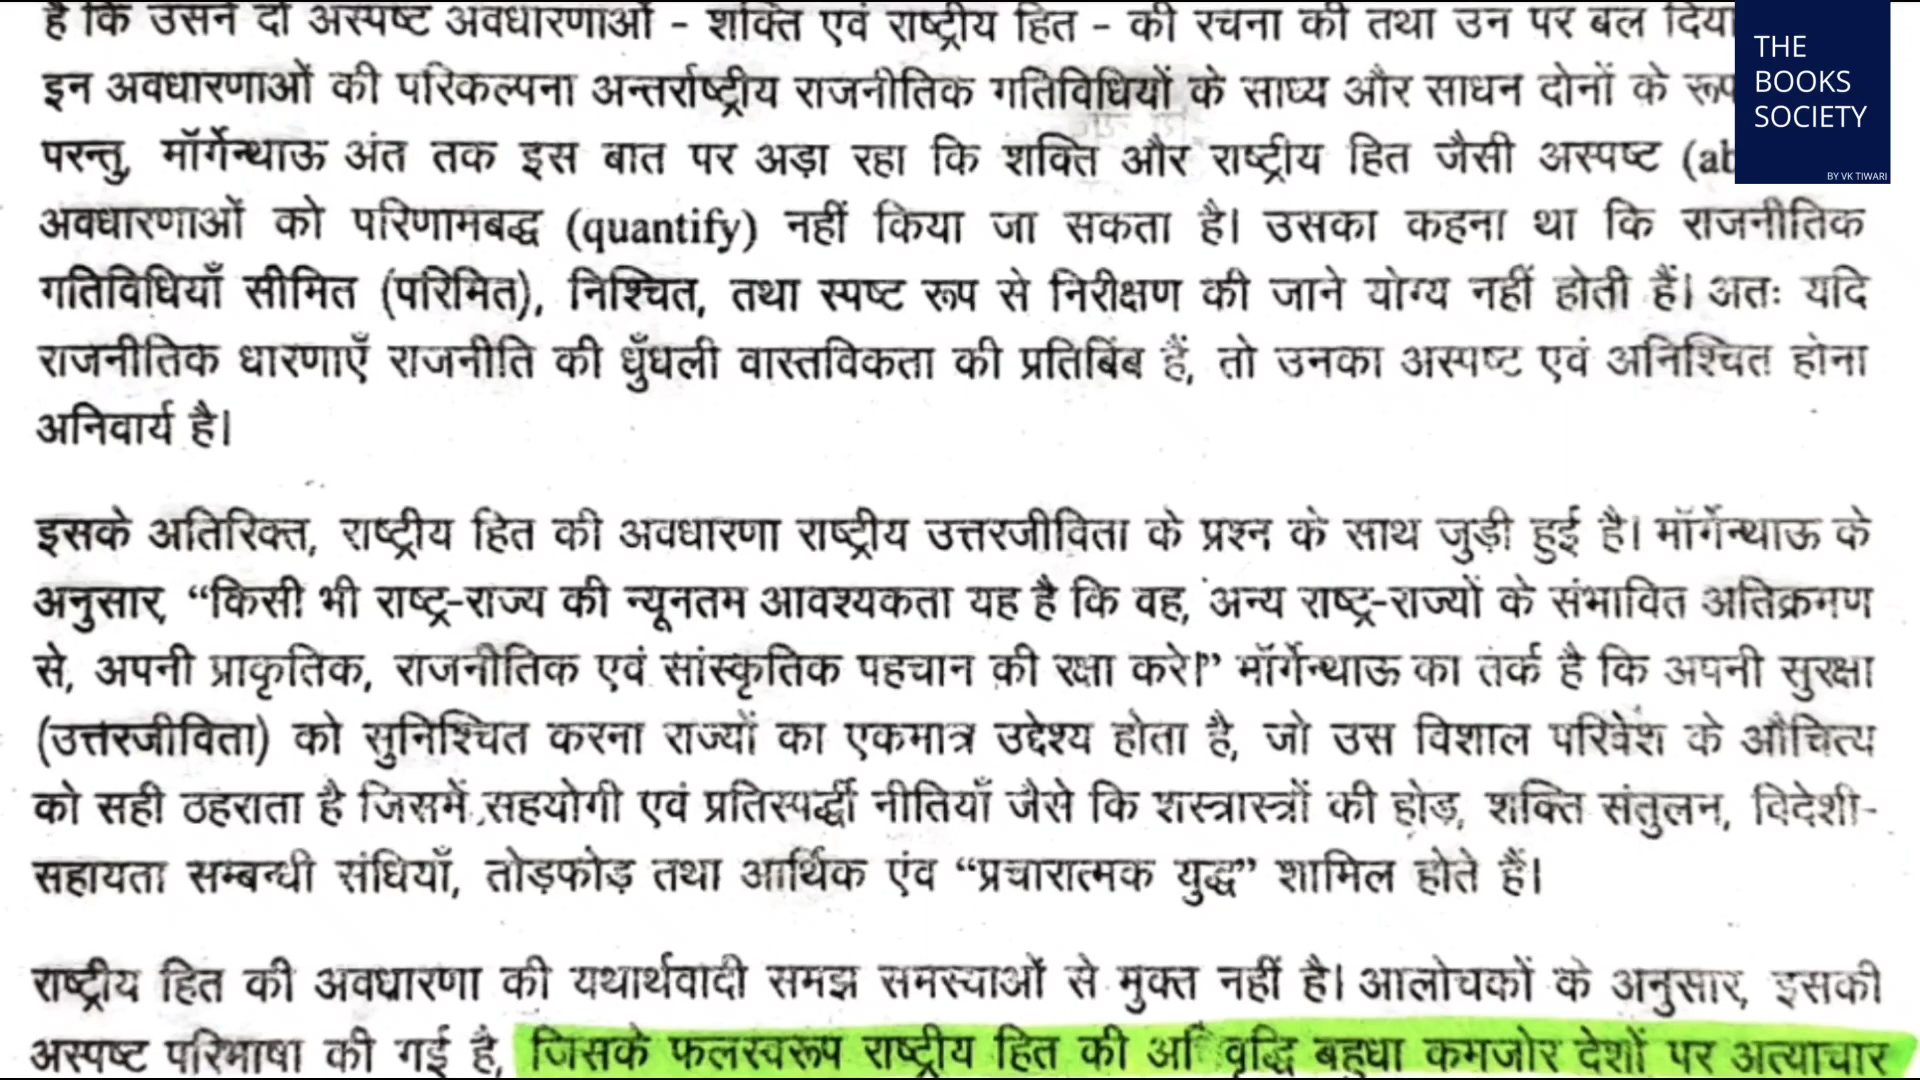 है कि उसने दो अस्पष्ट अवधारणाओं - शक्ति एवं राष्ट्रीय हित - की रचना की तथा उन पर बल दिया
इन अवधारणाओं की परिकल्पना अन्तर्राष्ट्रीय राजनीतिक गतिविधियों के साध्य और साधन दोनों के रूप
परन्तु, मॉर्गेन्थाऊ अंत तक इस बात पर अड़ा रहा कि शक्ति और राष्ट्रीय हित जैसी अस्पष्ट (ab
अवधारणाओं को परिणामबद्ध (quantify) नहीं किया जा सकता है। उसका कहना था कि राजनीतिक
गतिविधियाँ सीमित (परिमित), निश्चित, तथा स्पष्ट रूप से निरीक्षण की जाने योग्य नहीं होती हैं। अतः यदि
राजनीतिक धारणाएँ राजनीति की धुँधली वास्तविकता की प्रतिबिंब हैं, तो उनका अस्पष्ट एवं अनिश्चित होना
अनिवार्य है।
इसके अतिरिक्त, राष्ट्रीय हित की अवधारणा राष्ट्रीय उत्तरजीविता के प्रश्न के साथ जुड़ी हुई है। मॉर्गेन्थाऊ के
अनुसार, “किसी भी राष्ट्र-राज्य की न्यूनतम आवश्यकता यह है कि वह, अन्य राष्ट्र-राज्यों के संभावित अतिक्रमण
से, अपनी प्राकृतिक, राजनीतिक एवं सांस्कृतिक पहचान की रक्षा करे।” मॉर्गेन्थाऊ का तर्क है कि अपनी सुरक्षा
(उत्तरजीविता) को सुनिश्चित करना राज्यों का एकमात्र उद्देश्य होता है, जो उस विशाल परिवेश के औचित्य
को सही ठहराता है जिसमें सहयोगी एवं प्रतिस्पर्द्धी नीतियाँ जैसे कि शस्त्रास्त्रों की होड़, शक्ति संतुलन, विदेशी-
सहायता सम्बन्धी संधियाँ, तोड़फोड़ तथा आर्थिक एंव “प्रचारात्मक युद्ध” शामिल होते हैं।
राष्ट्रीय हित की अवधारणा की यथार्थवादी समझ समस्याओं से मुक्त नहीं है। आलोचकों के अनुसार, इसकी
अस्पष्ट परिभाषा की गई है, जिसके फलस्वरूप राष्ट्रीय हित की वृद्धि बहुधा कमजोर देशों पर अत्याचार
THE
BOOKS
SOCIETY
BY VK TIWARI